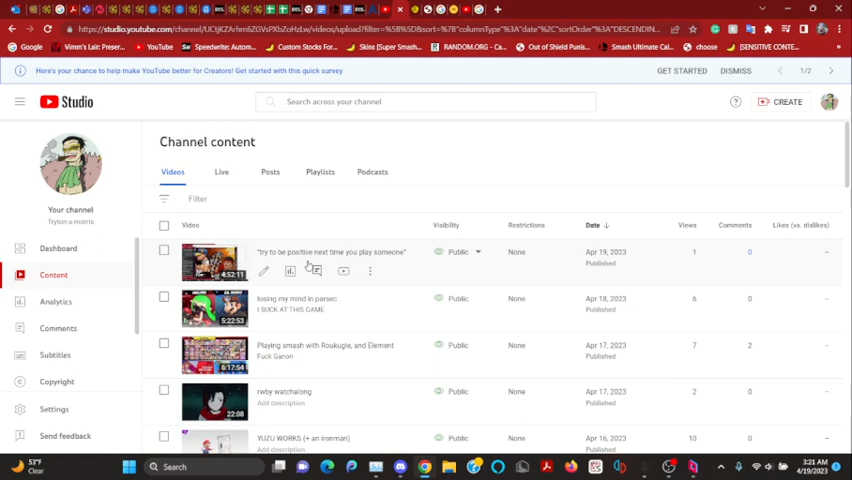 https://studio.youtube.com/channel/UCtjKZArhm6ZGVsPXbZoHzLw/videos/upload?filter=%5B%5D&sort=%7B"columnType"%3A"date"%2C"sortOrder"%3A"DESCENDING
Google
Vimm's Lair: Preser...
YouTube
Speedwrite: Autom...
Custom Stocks For...
Skins [Super Smash...
RANDOM.ORG - Ran...
Out of Shield Punis...
Smash Ultimate Cal...
choose
[SENSITIVE CONTE...
Here's your chance to help make YouTube better for Creators! Get started with this quick survey
GET STARTED
DISMISS
1/2
Studio
Search across your channel
CREATE
Channel content
Your channel
Trylon-a-morris
Videos
Live
Posts
Playlists
Podcasts
Filter
Video
Visibility
Restrictions
Date
Views
Comments
Likes (vs. dislikes)
Dashboard
Content
Analytics
Comments
Subtitles
Copyright
Settings
Send feedback
4:52:11
"try to be positive next time you play someone"
Public
None
Apr 19, 2023
Published
1
0
–
5:22:53
losing my mind in parsec
I SUCK AT THIS GAME
Public
None
Apr 18, 2023
Published
6
0
–
6:17:54
Playing smash with Roukugle, and Element
Fuck Ganon
Public
None
Apr 17, 2023
Published
7
2
–
22:08
rwby watchalong
Add description
Public
None
Apr 17, 2023
Published
2
0
–
YUZU WORKS (+ an ironman)
Add description
Public
None
Apr 16, 2023
Published
10
0
–
53°F
Clear
Search
3:21 AM
4/19/2023